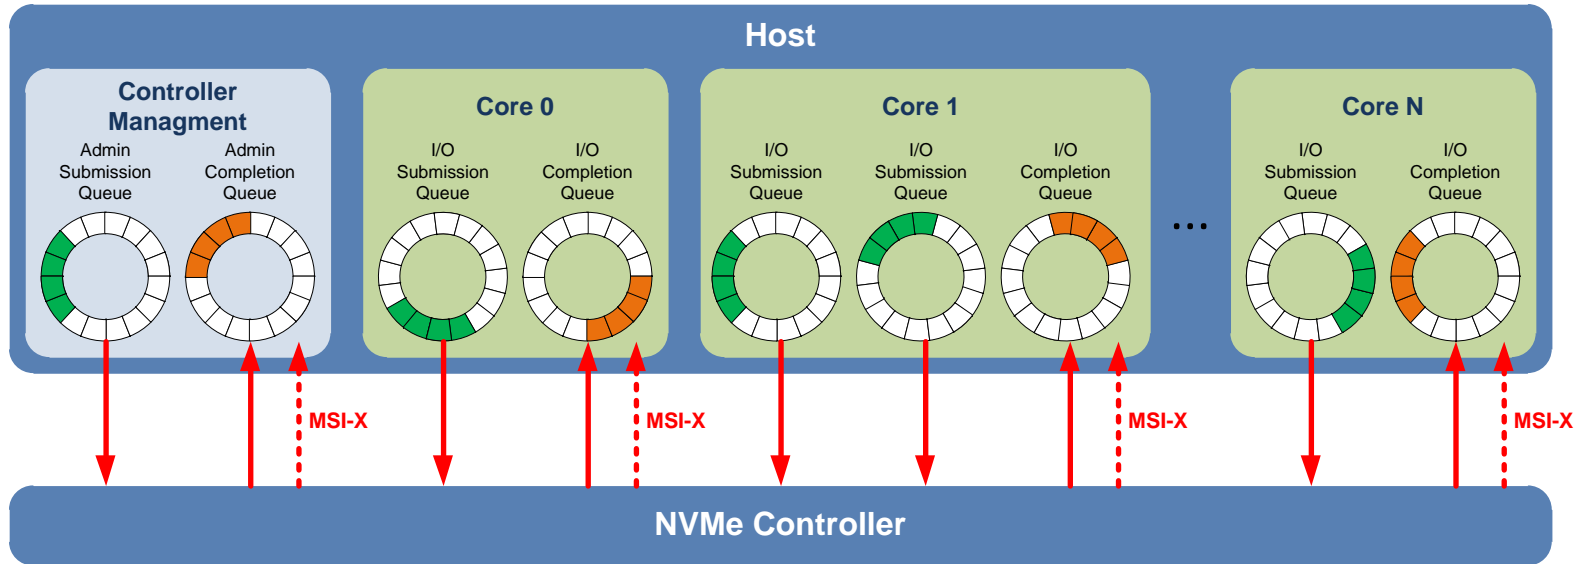 Host
Controller
Managment
Admin
Submission
Queue
Admin
Completion
Queue
Core 0
I/O
Submission
Queue
I/O
Completion
Queue
Core 1
I/O
Submission
Queue
I/O
Submission
Queue
I/O
Completion
Queue
...
Core N
I/O
Submission
Queue
I/O
Completion
Queue
MSI-X
MSI-X
MSI-X
MSI-X
NVMe Controller